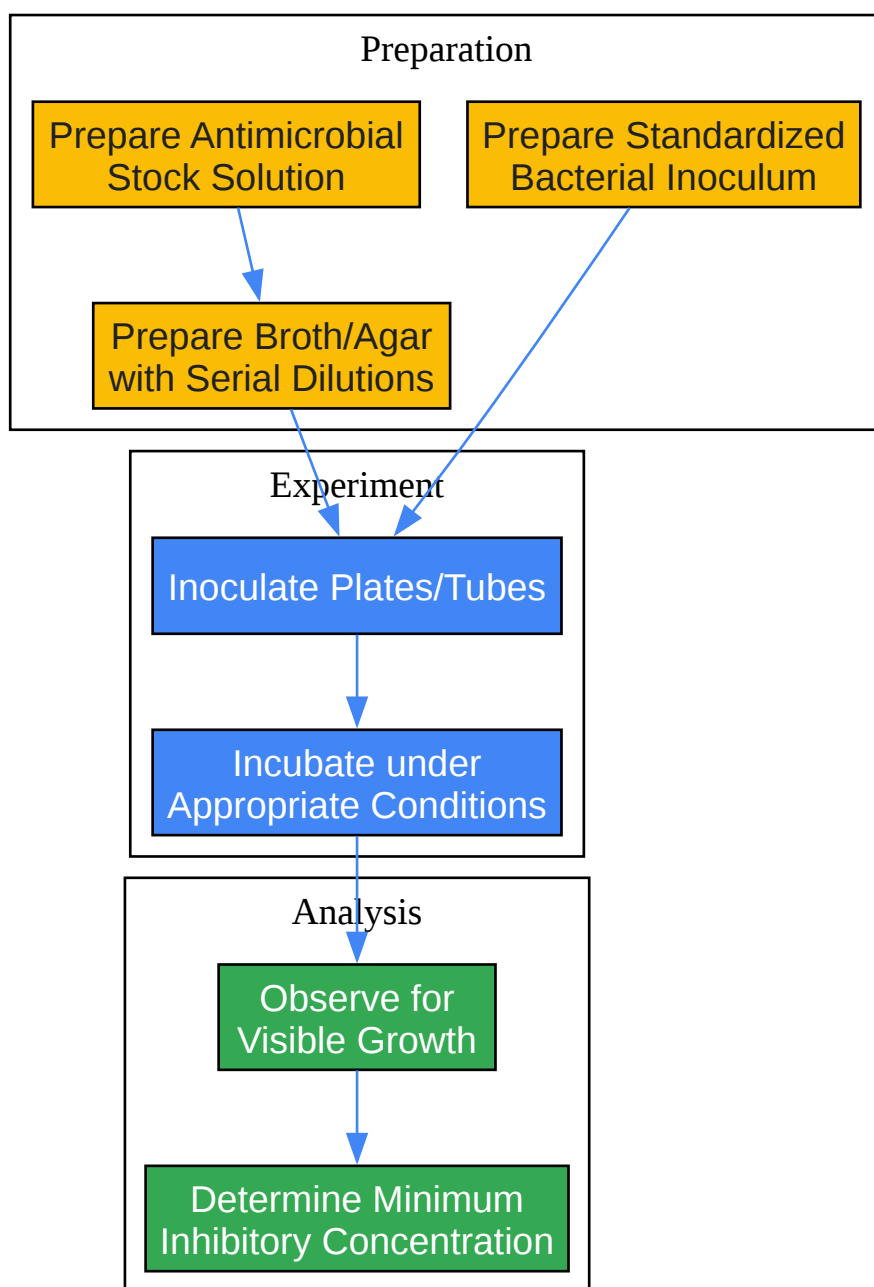 Preparation
Prepare Antimicrobial
Stock Solution
Prepare Standardized
Bacterial Inoculum
Prepare Broth/Agar
with Serial Dilutions
Experiment
Inoculate Plates/Tubes
Incubate under
Appropriate Conditions
Analysis
Observe for
Visible Growth
Determine Minimum
Inhibitory Concentration